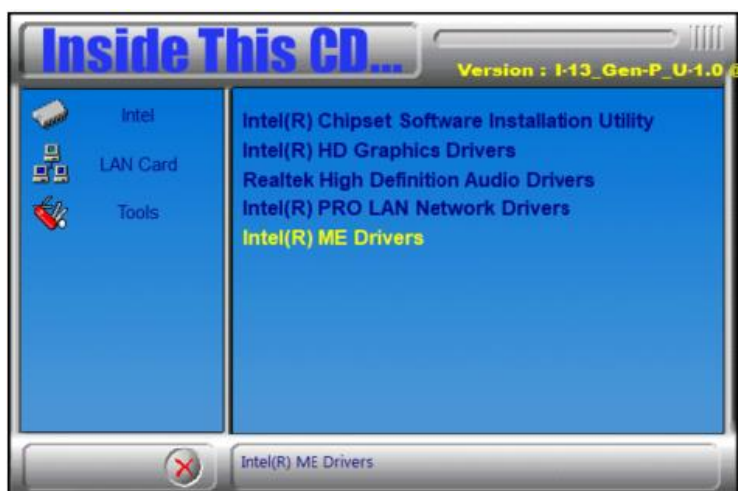 Inside This CD...
Version : I-13_Gen-P_U-1.0
Intel
LAN Card
Tools
Intel(R) Chipset Software Installation Utility
Intel(R) HD Graphics Drivers
Realtek High Definition Audio Drivers
Intel(R) PRO LAN Network Drivers
Intel(R) ME Drivers
Intel(R) ME Drivers